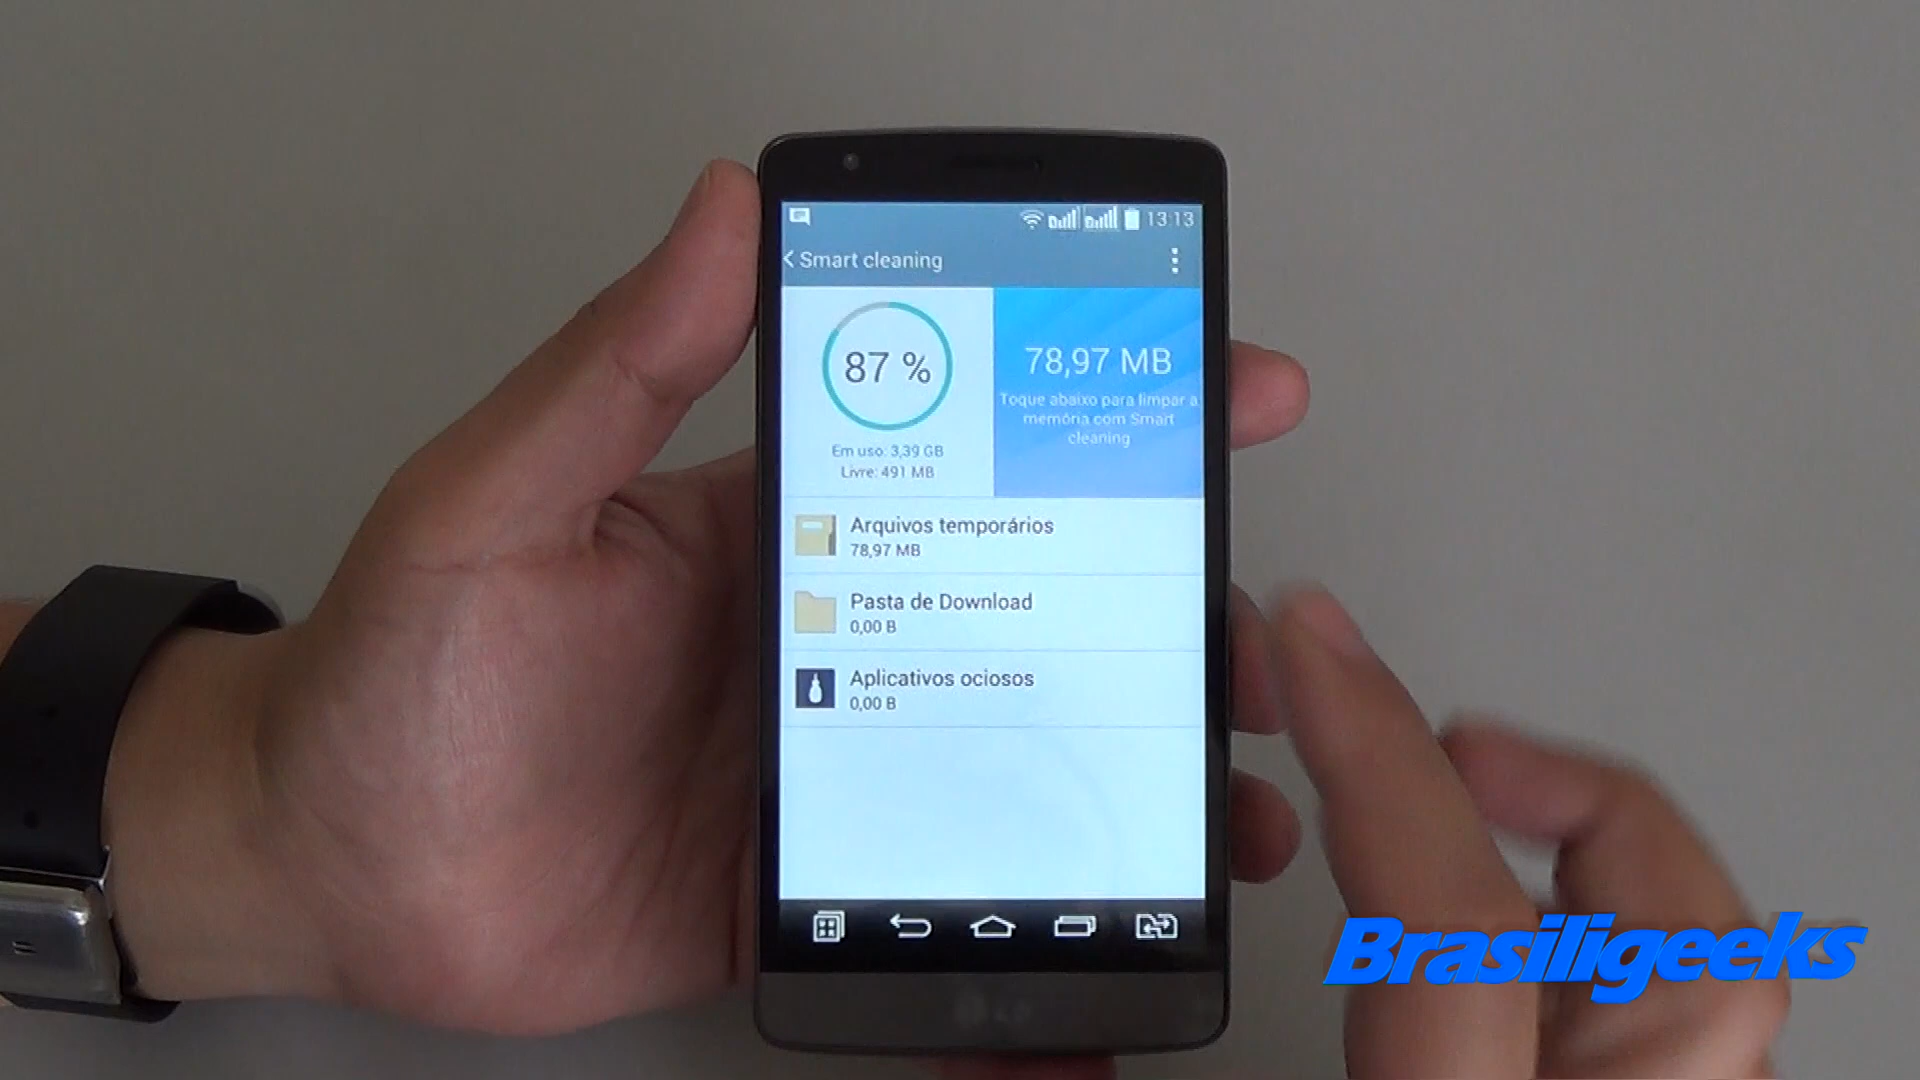 13:13
Smart cleaning
87 %
Em uso: 3,39 GB
Livre: 491 MB
78,97 MB
Toque abaixo para limpar a
memória com Smart
cleaning
Arquivos temporários
78,97 MB
Pasta de Download
0,00 B
Aplicativos ociosos
0,00 B
LG
Brasiligeeks